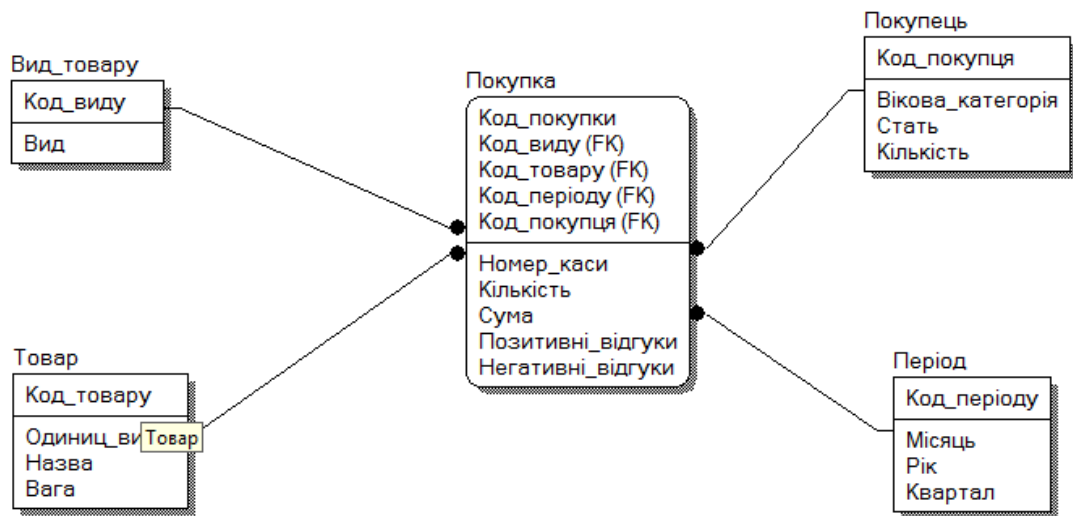 Вид_товару
Код_виду
Вид
Покупка
Код_покупки
Код_виду (FK)
Код_товару (FK)
Код_періоду (FK)
Код_покупця (FK)
Номер_каси
Кількість
Сума
Позитивні_відгуки
Негативні_відгуки
Покупець
Код_покупця
Вікова_категорія
Стать
Кількість
Товар
Код_товару
Товар
Назва
Вага
Період
Код_періоду
Місяць
Рік
Квартал